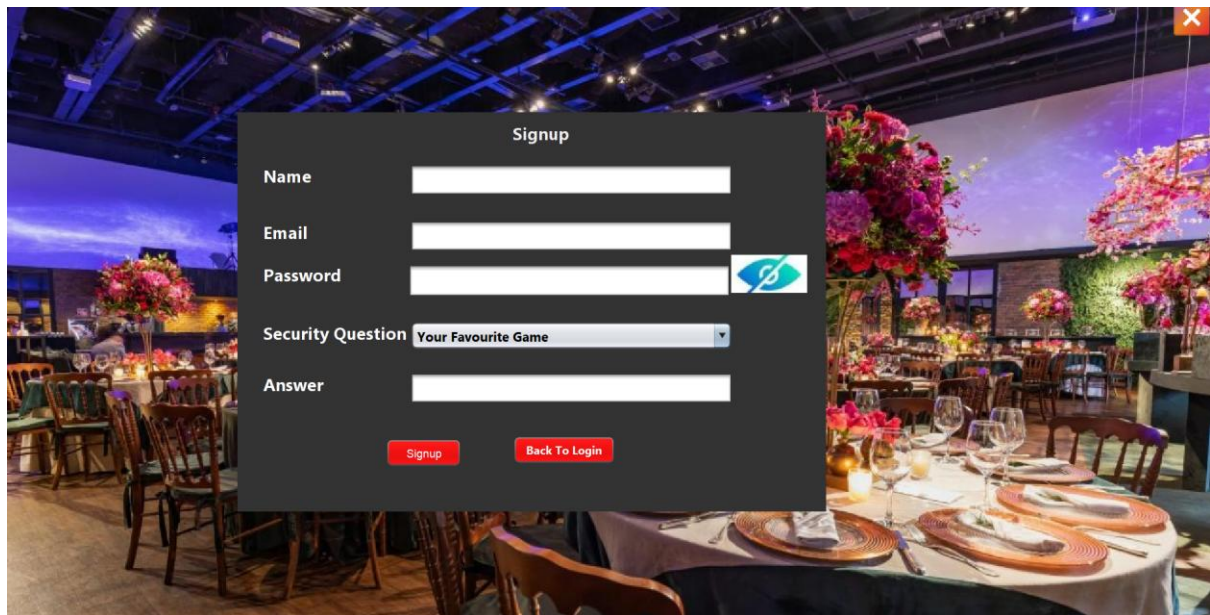 Signup
Name
Email
Password
Security Question Your Favourite Game
Answer
Signup Back To Login